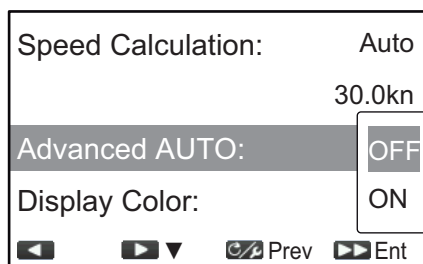 Speed Calculation: Auto
30.0kn
Advanced AUTO: OFF
Display Color: ON
Prev Ent